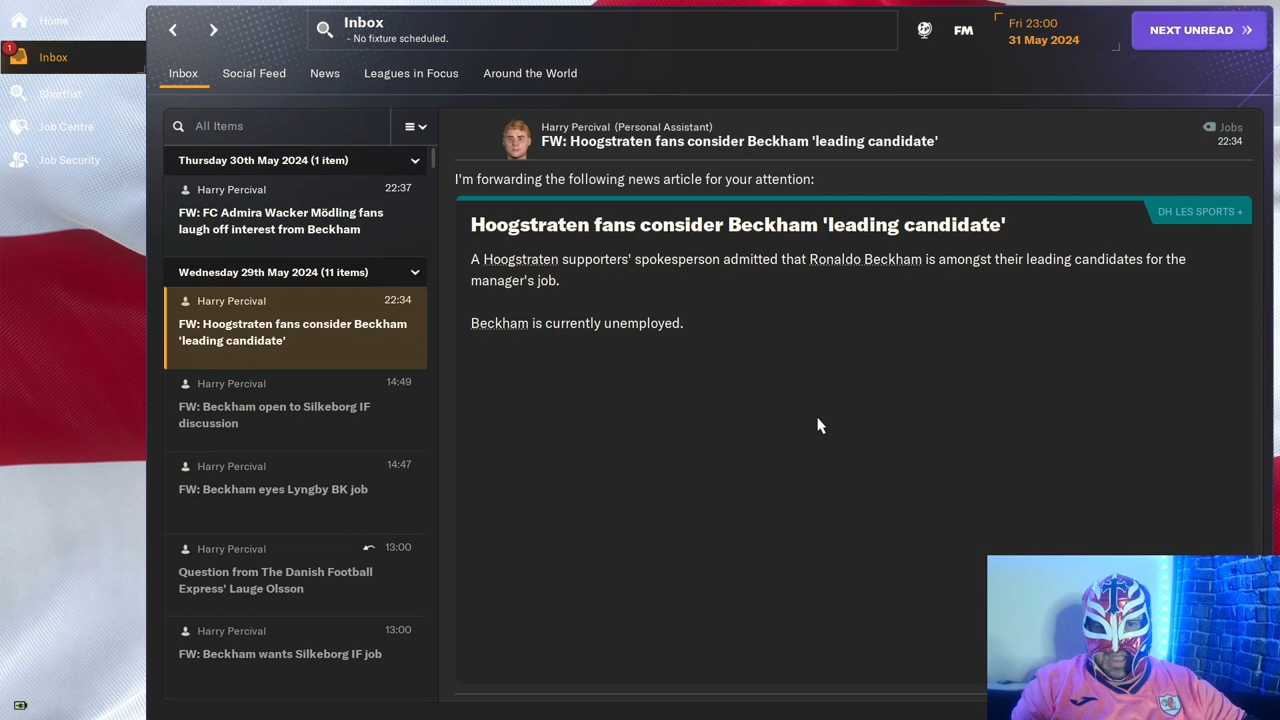 Home
1
Inbox
Shortlist
Job Centre
Job Security
Inbox
- No fixture scheduled.
FM
Fri 23:00
31 May 2024
NEXT UNREAD
Inbox
Social Feed
News
Leagues in Focus
Around the World
All Items
Thursday 30th May 2024 (1 item)
Harry Percival
22:37
FW: FC Admira Wacker Mödling fans
laugh off interest from Beckham
Wednesday 29th May 2024 (11 items)
Harry Percival
22:34
FW: Hoogstraten fans consider Beckham
'leading candidate'
Harry Percival
14:49
FW: Beckham open to Silkeborg IF
discussion
Harry Percival
14:47
FW: Beckham eyes Lyngby BK job
Harry Percival
13:00
Question from The Danish Football
Express' Lauge Olsson
Harry Percival
13:00
FW: Beckham wants Silkeborg IF job
Harry Percival (Personal Assistant)
FW: Hoogstraten fans consider Beckham 'leading candidate'
Jobs
22:34
I'm forwarding the following news article for your attention:
Hoogstraten fans consider Beckham 'leading candidate'
DH LES SPORTS +
A Hoogstraten supporters' spokesperson admitted that Ronaldo Beckham is amongst their leading candidates for the
manager's job.
Beckham is currently unemployed.